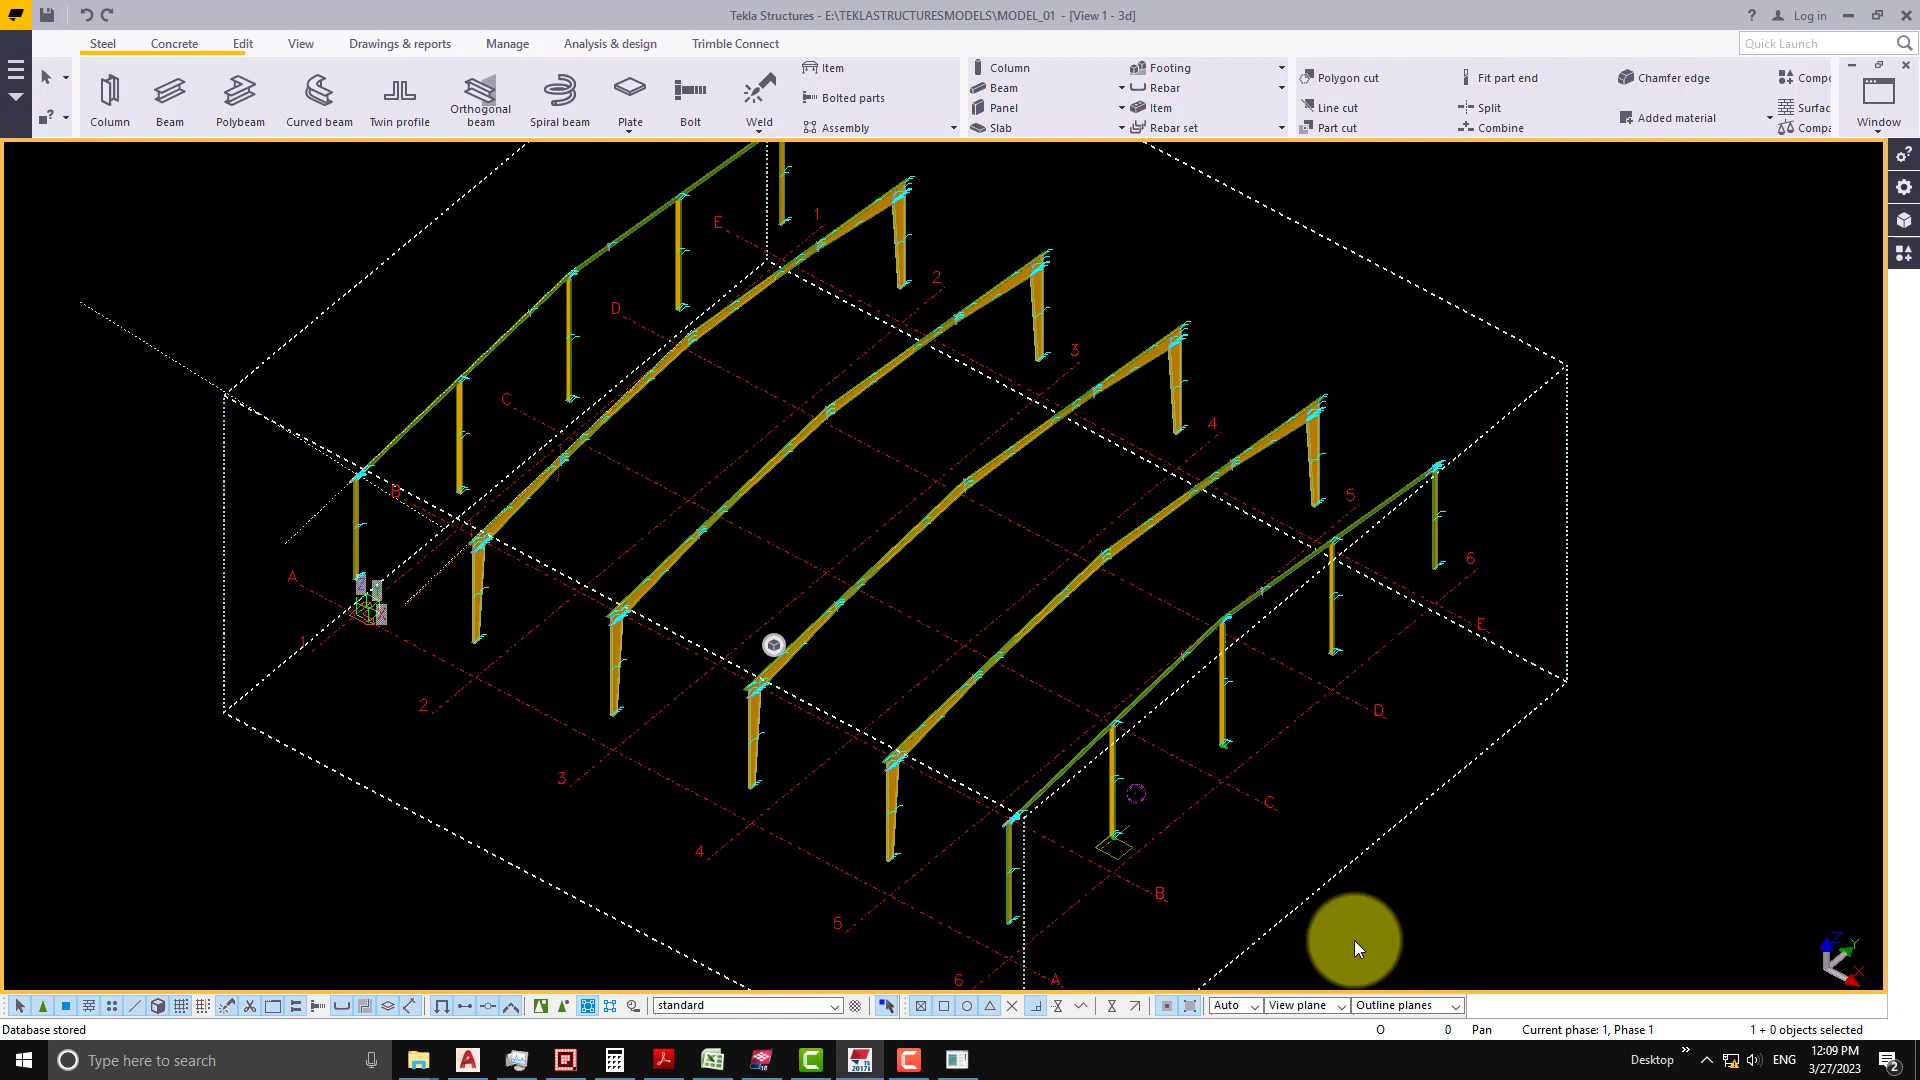 Tekla Structures - E:\TEKLASTRUCTURESMODELS\MODEL_01 - [View 1 - 3d]
? Log in
Steel Concrete Edit View Drawings & reports Manage Analysis & design Trimble Connect
Quick Launch
Column
Beam
Polybeam
Curved beam
Twin profile
Orthogonal
beam
Spiral beam
Plate
Bolt
Weld
Item
Bolted parts
Assembly
Column
Beam
Panel
Slab
Footing
Rebar
Item
Rebar set
Polygon cut
Line cut
Part cut
Fit part end
Split
Combine
Chamfer edge
Added material
Compo
Surfac
Compa
Window
E
1
2
D
3
C
4
B
5
A
6
1
E
2
D
3
C
4
B
5
6
A
Z
Y
X
standard
Auto
View plane
Outline planes
Database stored
O 0 Pan Current phase: 1, Phase 1 1 + 0 objects selected
Type here to search
Desktop
ENG
12:09 PM
3/27/2023
2